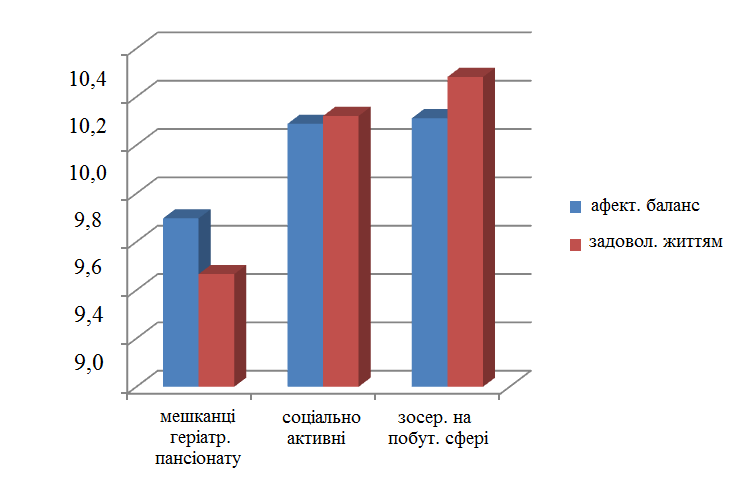 10,4
10,2
10,0
9,8
9,6
9,4
9,0
афект. баланс
задовол. життям
мешканці
геріатр.
пансіонату
соціально
активні
зосер. на
побут. сфері